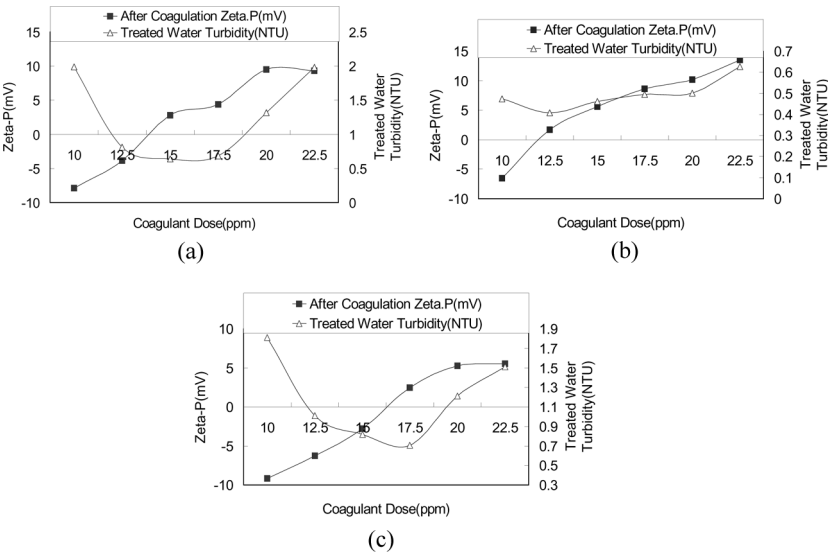 After Coagulation Zeta.P(mV)
Treated Water Turbidity(NTU)
15
10
5
0
-5
-10
Zeta-P(mV)
10 12.5 15 17.5 20 22.5
2.5
2
1.5
1
0.5
0
Treated Water
Turbidity(NTU)
Coagulant Dose(ppm)
(a)
After Coagulation Zeta.P(mV)
Treated Water Turbidity(NTU)
15
10
5
0
-5
-10
Zeta-P(mV)
10 12.5 15 17.5 20 22.5
0.7
0.6
0.5
0.4
0.3
0.2
0.1
0
Treated Water
Turbidity(NTU)
Coagulant Dose(ppm)
(b)
After Coagulation Zeta.P(mV)
Treated Water Turbidity(NTU)
10
5
0
-5
-10
Zeta-P(mV)
10 12.5 15 17.5 20 22.5
1.9
1.7
1.5
1.3
1.1
0.9
0.7
0.5
0.3
Treated Water
Turbidity(NTU)
Coagulant Dose(ppm)
(c)